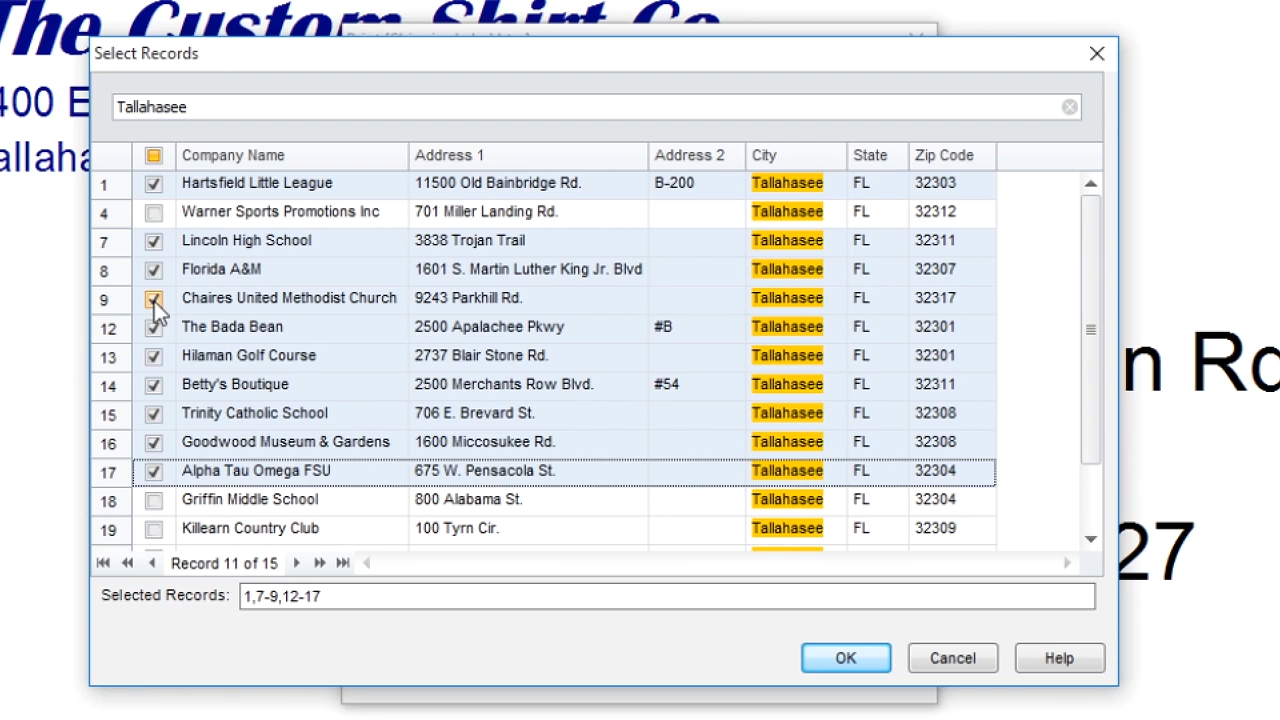 The Custom Shirt Co
400 E
allaha
Select Records
Tallahasee
Company Name Address 1 Address 2 City State Zip Code
1 Hartsfield Little League 11500 Old Bainbridge Rd. B-200 Tallahasee FL 32303
4 Warner Sports Promotions Inc 701 Miller Landing Rd. Tallahasee FL 32312
7 Lincoln High School 3838 Trojan Trail Tallahasee FL 32311
8 Florida A&M 1601 S. Martin Luther King Jr. Blvd Tallahasee FL 32307
9 Chaires United Methodist Church 9243 Parkhill Rd. Tallahasee FL 32317
12 The Bada Bean 2500 Apalachee Pkwy #B Tallahasee FL 32301
13 Hilaman Golf Course 2737 Blair Stone Rd. Tallahasee FL 32301
14 Betty's Boutique 2500 Merchants Row Blvd. #54 Tallahasee FL 32311
15 Trinity Catholic School 706 E. Brevard St. Tallahasee FL 32308
16 Goodwood Museum & Gardens 1600 Miccosukee Rd. Tallahasee FL 32308
17 Alpha Tau Omega FSU 675 W. Pensacola St. Tallahasee FL 32304
18 Griffin Middle School 800 Alabama St. Tallahasee FL 32304
19 Killearn Country Club 100 Tyrn Cir. Tallahasee FL 32309
n Rd
27
Record 11 of 15
Selected Records: 1,7-9,12-17
OK Cancel Help